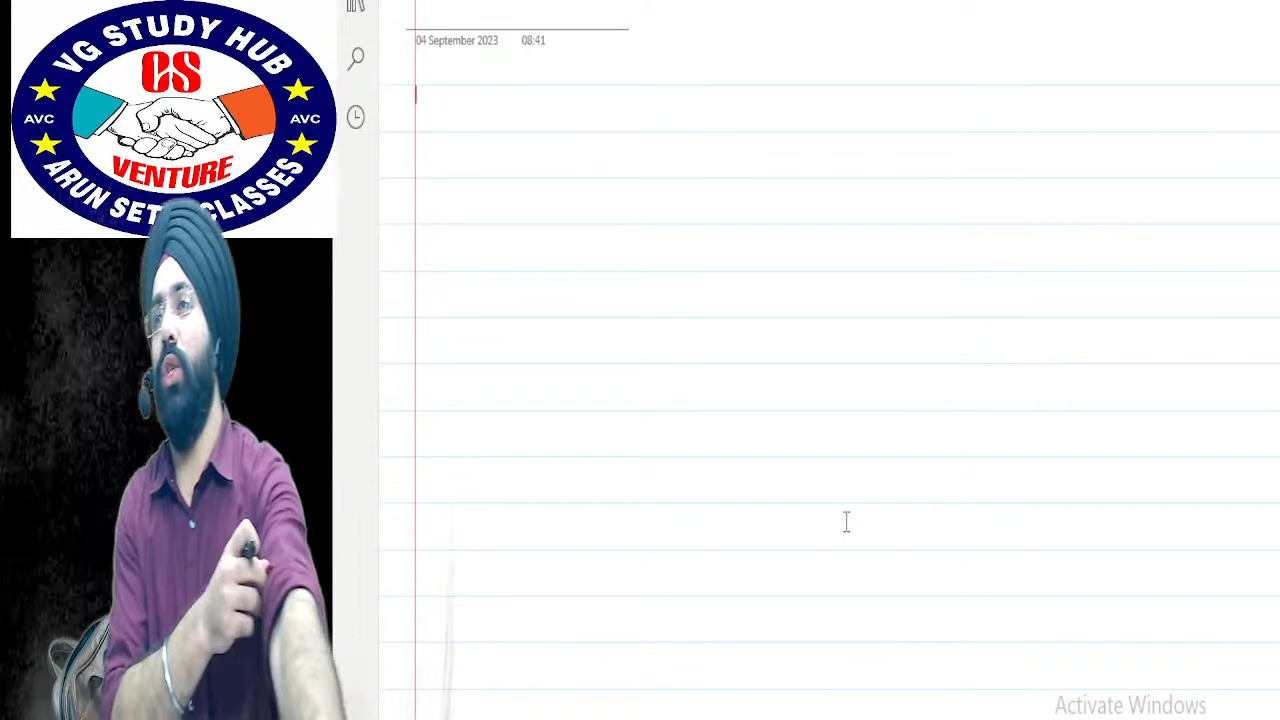 VG STUDY HUB
CS
AVC
AVC
VENTURE
ARUN SET CLASSES
04 September 2023 08:41
Activate Windows